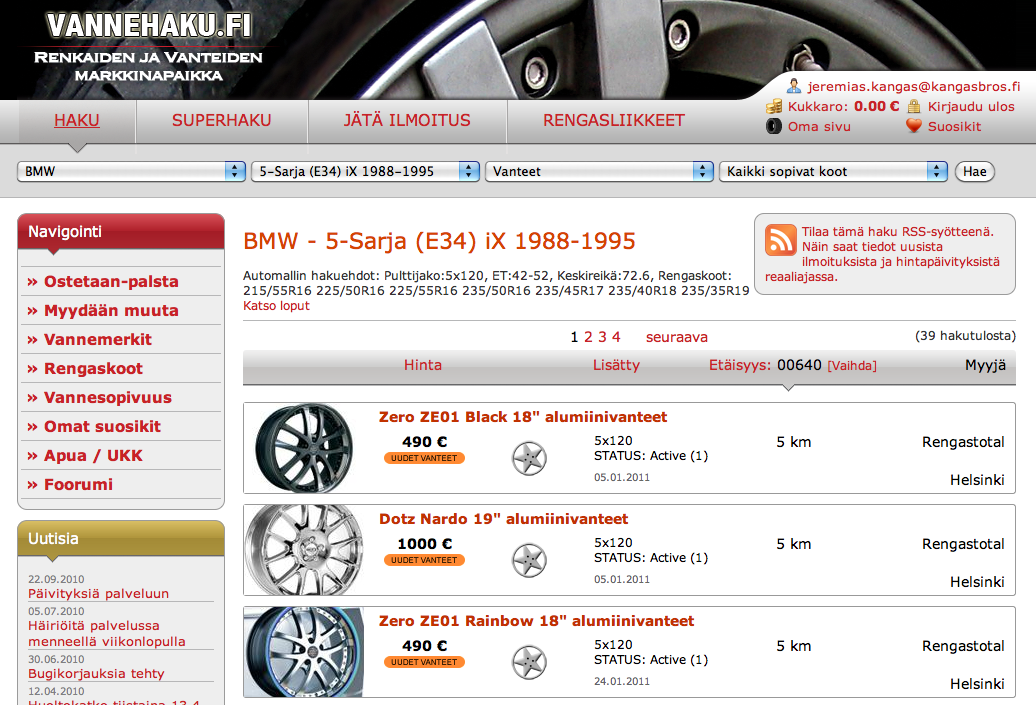 VANNEHAKU.FI
RENKAIDEN JA VANTEIDEN
MARKKINAPAIKKA
jeremias.kangas@kangasbros.fi
Kukkaro: 0.00 € Kirjaudu ulos
Oma sivu Suosikit
HAKU SUPERHAKU JÄTÄ ILMOITUS RENGASLIIKKEET
BMW 5-Sarja (E34) iX 1988-1995 Vanteet Kaikki sopivat koot Hae
Navigointi
» Ostetaan-palsta
» Myydään muuta
» Vannemerkit
» Rengaskoot
» Vannesopivuus
» Omat suosikit
» Apua / UKK
» Foorumi
Uutisia
22.09.2010
Päivityksiä palveluun
05.07.2010
Häiriöitä palvelussa
menneellä viikonlopulla
30.06.2010
Bugikorjauksia tehty
12.04.2010
Huoltokatko tiistaina 13.4
BMW - 5-Sarja (E34) iX 1988-1995
Automallin hakuehdot: Pulttijako:5x120, ET:42-52, Keskireikä:72.6, Rengaskoot:
215/55R16 225/50R16 225/55R16 235/50R16 235/45R17 235/40R18 235/35R19
Katso loput
Tilaa tämä haku RSS-syötteenä.
Näin saat tiedot uusista
ilmoituksista ja hintapäivityksistä
reaaliajassa.
1 2 3 4 seuraava (39 hakutulosta)
Hinta Lisätty Etäisyys: 00640 [Vaihda] Myyjä
Zero ZE01 Black 18" alumiinivanteet
490 € 5x120 5 km Rengastotal
UUDET VANTEET STATUS: Active (1)
05.01.2011 Helsinki
Dotz Nardo 19" alumiinivanteet
1000 € 5x120 5 km Rengastotal
UUDET VANTEET STATUS: Active (1)
05.01.2011 Helsinki
Zero ZE01 Rainbow 18" alumiinivanteet
490 € 5x120 5 km Rengastotal
UUDET VANTEET STATUS: Active (1)
24.01.2011 Helsinki